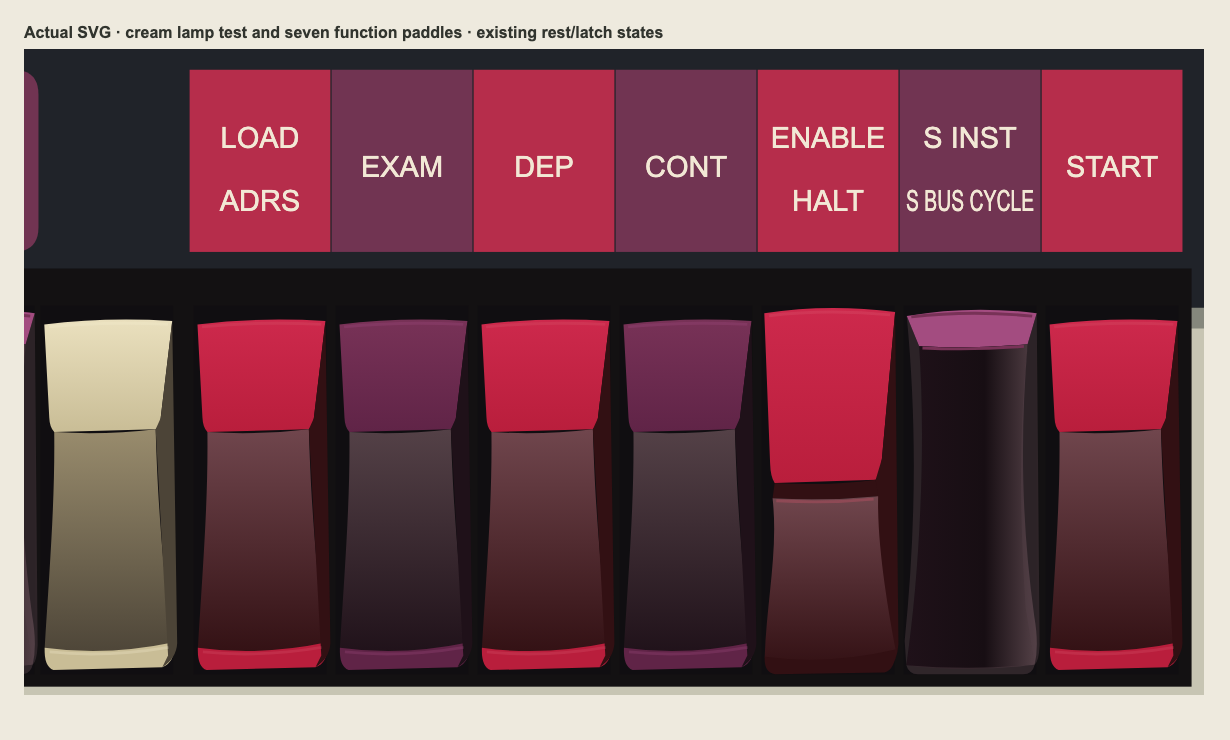 Actual SVG · cream lamp test and seven function paddles · existing rest/latch states
LOAD
ADRS
EXAM
DEP
CONT
ENABLE
HALT
S INST
S BUS CYCLE
START